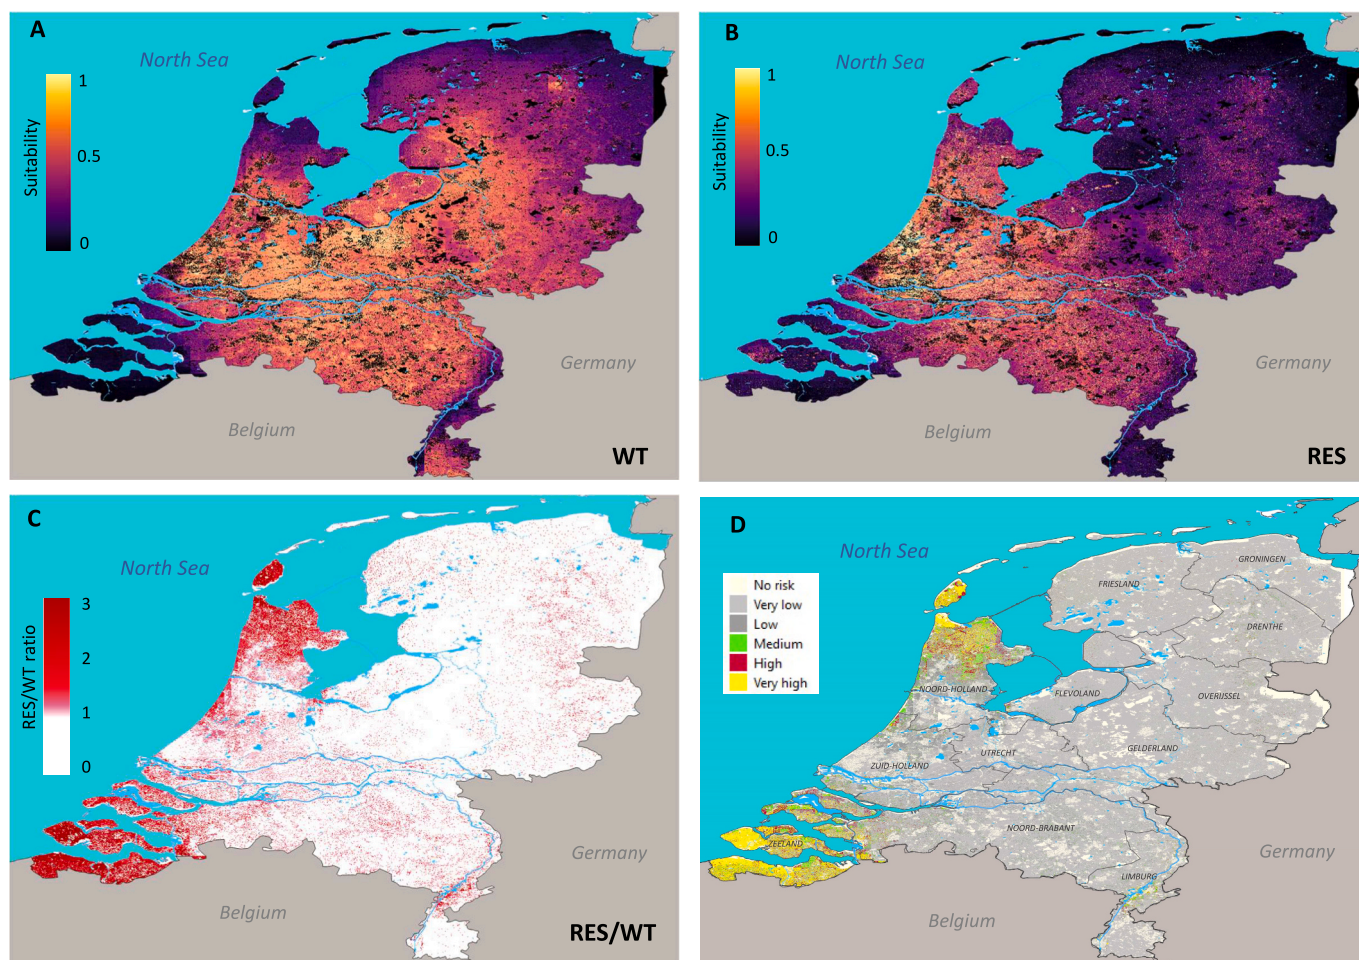 A
North Sea
1
0.5
0
Suitability
Germany
Belgium
WT
B
North Sea
1
0.5
0
Suitability
Germany
Belgium
RES
C
North Sea
3
2
1
0
RES/WT ratio
Germany
Belgium
RES/WT
D
North Sea
No risk
Very low
Low
Medium
High
Very high
GRONINGEN
FRIESLAND
DRENTHE
NOORD-HOLLAND
FLEVOLAND
OVERIJSSEL
UTRECHT
GELDERLAND
ZUID-HOLLAND
NOORD-BRABANT
ZEELAND
LIMBURG
Germany
Belgium